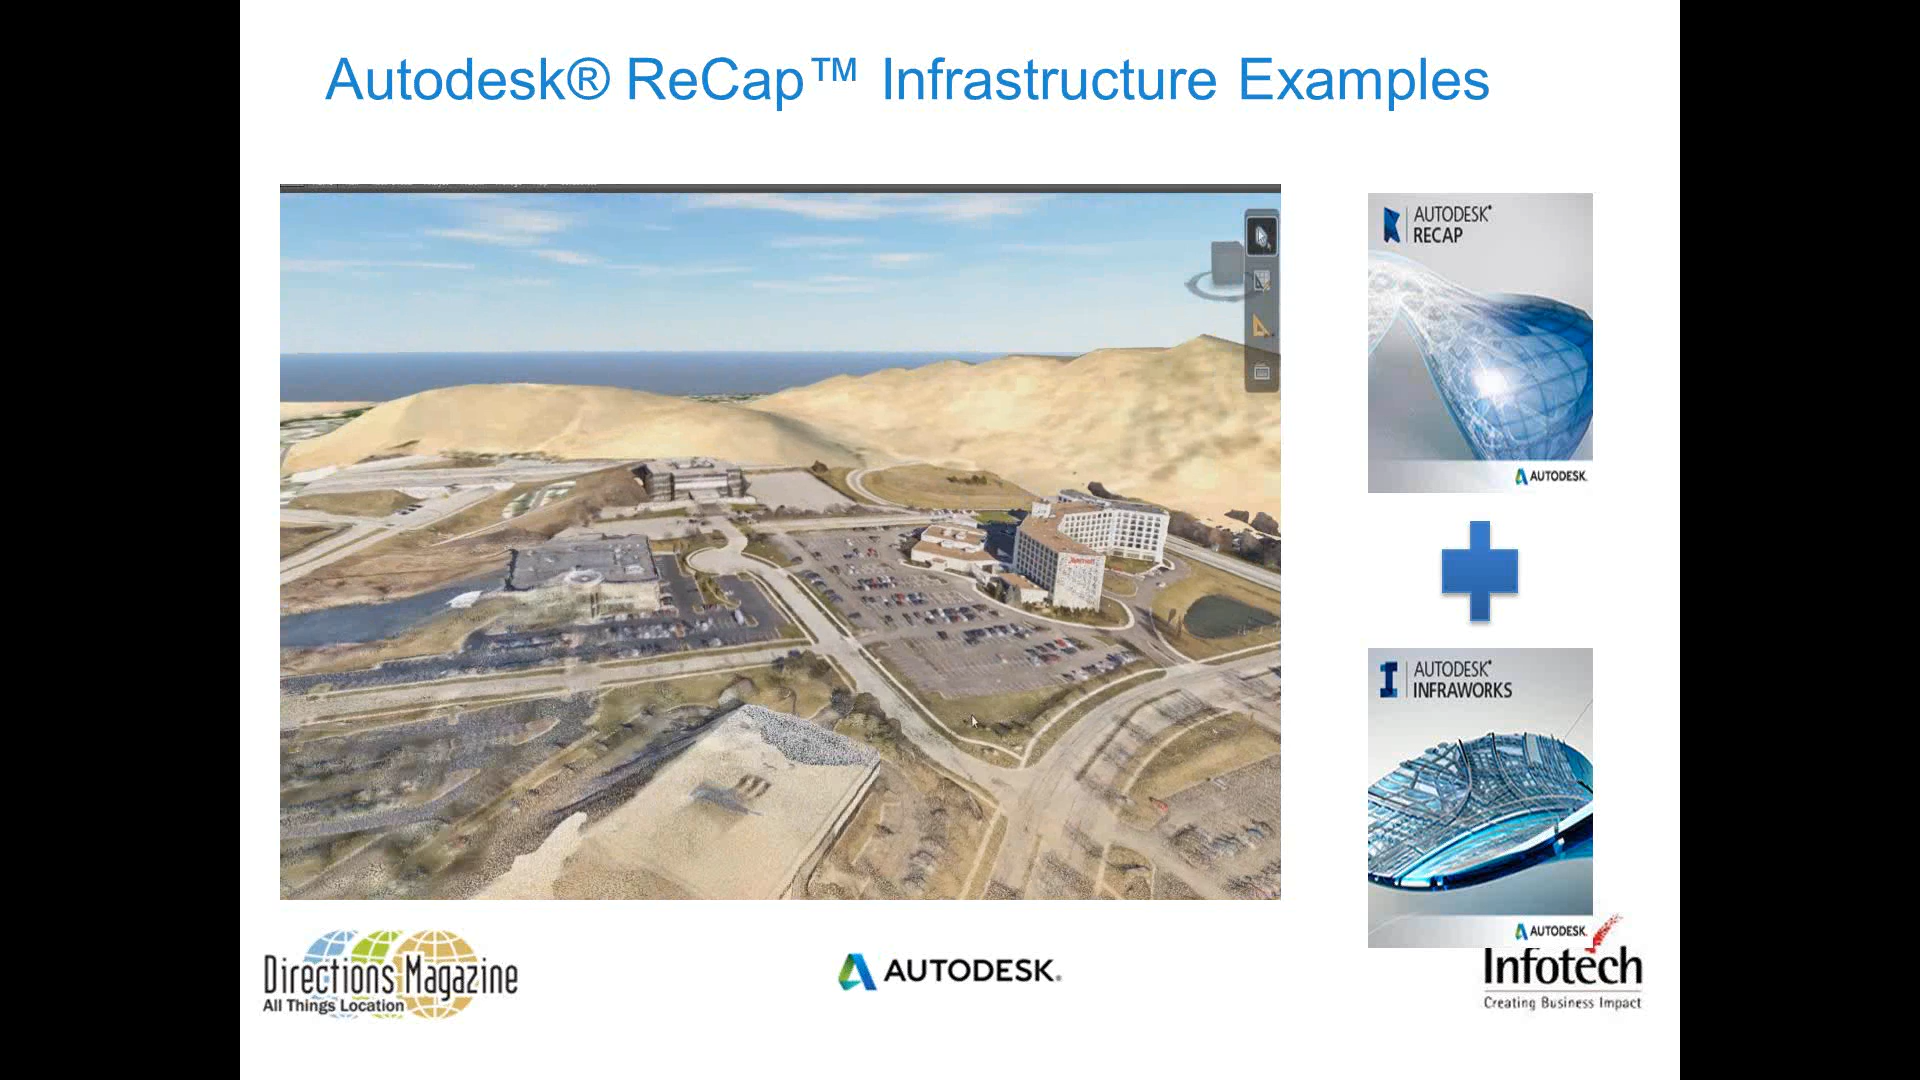 Autodesk® ReCap™ Infrastructure Examples
AUTODESK®
RECAP
AUTODESK.
Marriott
AUTODESK®
INFRAWORKS
AUTODESK.
Directions Magazine
All Things Location
AUTODESK®
Infotech
Creating Business Impact